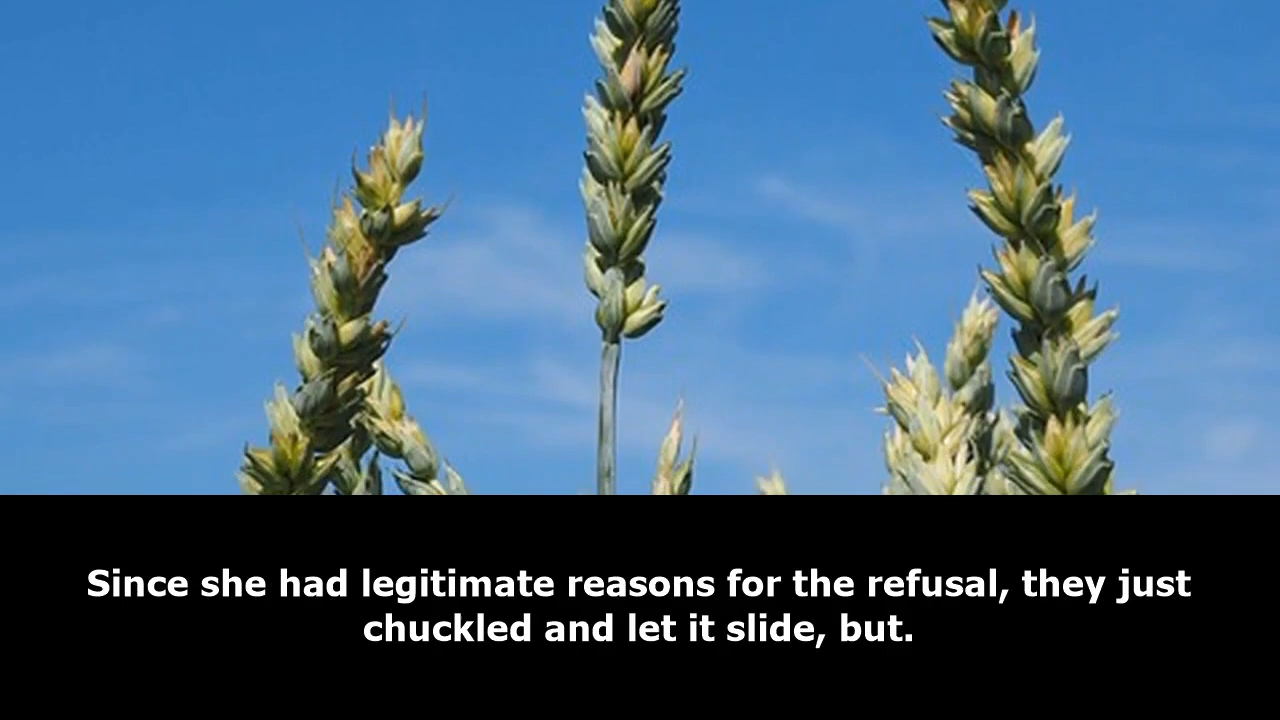 Since she had legitimate reasons for the refusal, they just
chuckled and let it slide, but.